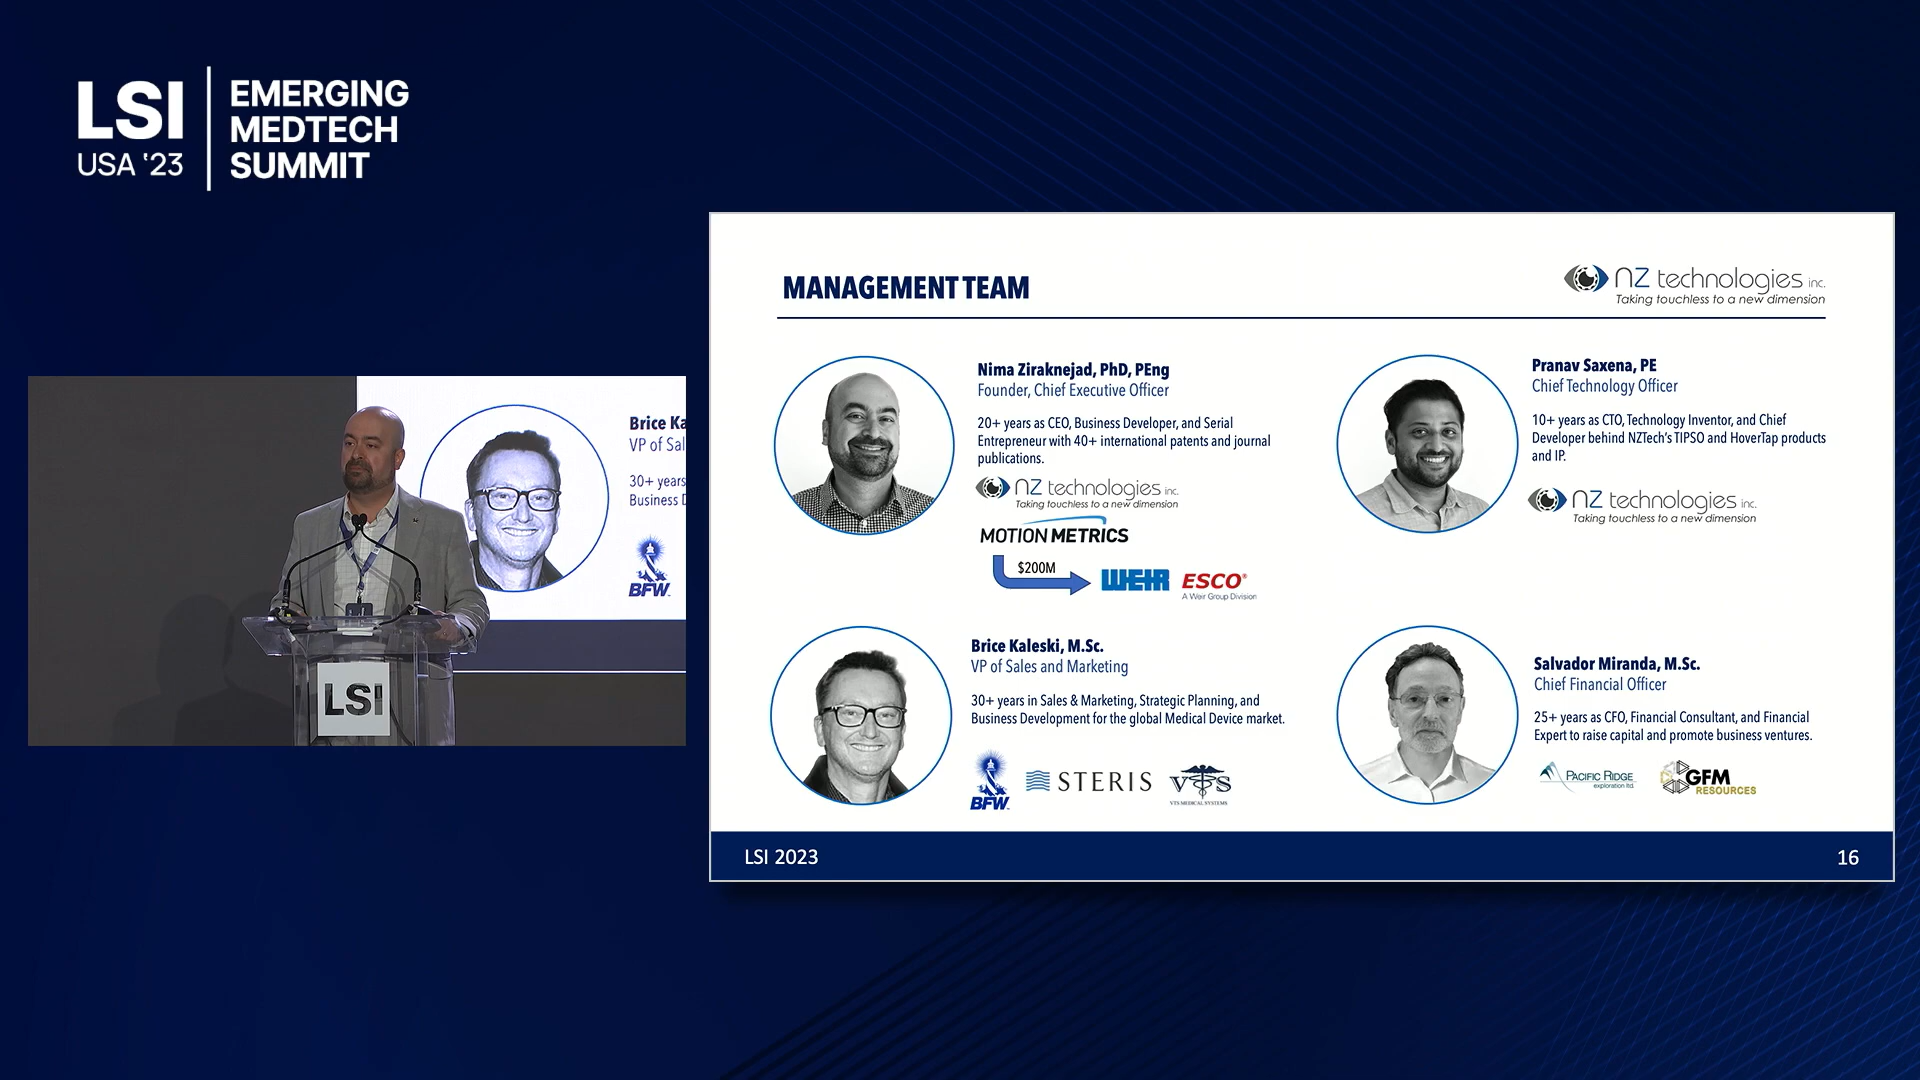 LSI
USA '23
EMERGING
MEDTECH
SUMMIT
Brice Ka
VP of Sal
30+ years
Business D
BFW
LSI
MANAGEMENT TEAM
nz technologies inc.
Taking touchless to a new dimension
Nima Ziraknejad, PhD, PEng
Founder, Chief Executive Officer
20+ years as CEO, Business Developer, and Serial
Entrepreneur with 40+ international patents and journal
publications.
nz technologies inc.
Taking touchless to a new dimension
MOTION METRICS
$200M
WEIR
ESCO®
A Weir Group Division
Pranav Saxena, PE
Chief Technology Officer
10+ years as CTO, Technology Inventor, and Chief
Developer behind NZTech's TIPSO and HoverTap products
and IP.
nz technologies inc.
Taking touchless to a new dimension
Brice Kaleski, M.Sc.
VP of Sales and Marketing
30+ years in Sales & Marketing, Strategic Planning, and
Business Development for the global Medical Device market.
BFW
STERIS
VTS
VTS MEDICAL SYSTEMS
Salvador Miranda, M.Sc.
Chief Financial Officer
25+ years as CFO, Financial Consultant, and Financial
Expert to raise capital and promote business ventures.
PACIFIC RIDGE
exploration ltd.
GFM
RESOURCES
LSI 2023
16